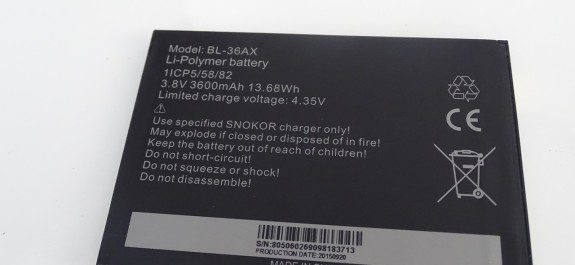 Model: BL-36AX
Li-Polymer battery
1ICP5/58/82
3.8V 3600mAh 13.68Wh
Limited charge voltage: 4.35V
Use specified SNOKOR charger only!
May explode if closed or disposed of in fire!
Keep the battery out of reach of children!
Do not short-circuit!
Do not squeeze or shock!
Do not disassemble!
CE
S/N:805060269098183713
PRODUCTION DATE:20150920
MADE IN